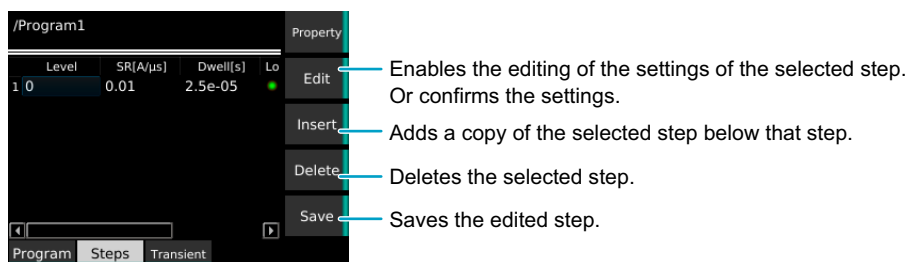 /Program1
Property
Level SR[A/μs] Dwell[s] Lo
1 0 0.01 2.5e-05
Edit
Enables the editing of the settings of the selected step.
Or confirms the settings.
Insert
Adds a copy of the selected step below that step.
Delete
Deletes the selected step.
Save
Saves the edited step.
Program Steps Transient